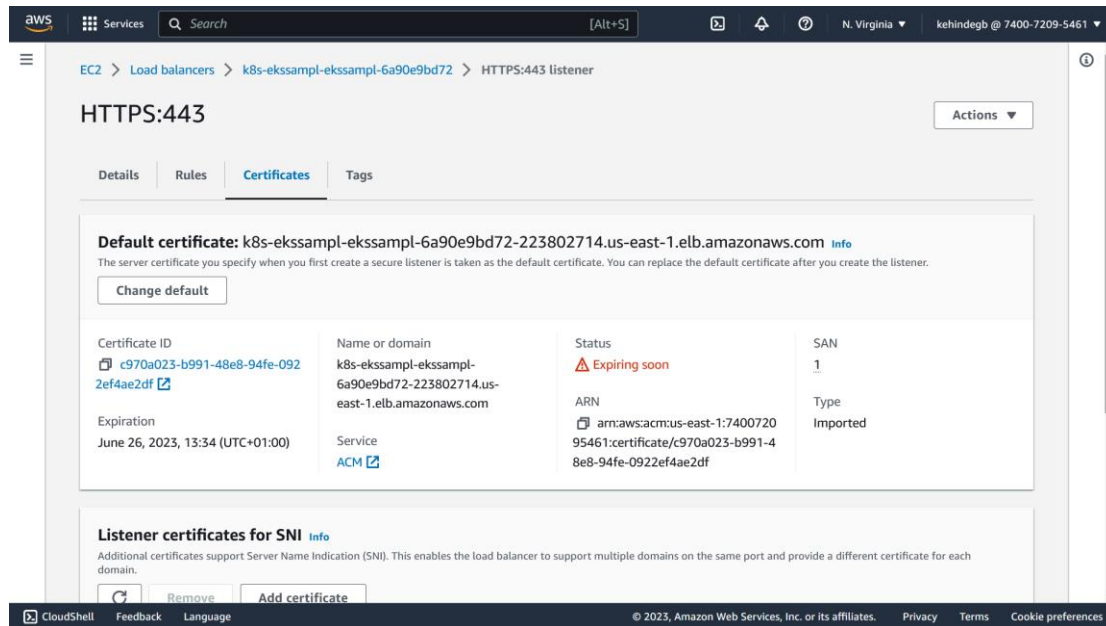 aws Services Search [Alt+S] N. Virginia ▼ kehindegb @ 7400-7209-5461 ▼
EC2 > Load balancers > k8s-ekssampl-ekssampl-6a90e9bd72 > HTTPS:443 listener
HTTPS:443
Actions ▼
Details Rules Certificates Tags
Default certificate: k8s-ekssampl-ekssampl-6a90e9bd72-223802714.us-east-1.elb.amazonaws.com Info
The server certificate you specify when you first create a secure listener is taken as the default certificate. You can replace the default certificate after you create the listener.
Change default
Certificate ID
c970a023-b991-48e8-94fe-092
2ef4ae2df
Expiration
June 26, 2023, 13:34 (UTC+01:00)
Name or domain
k8s-ekssampl-ekssampl-
6a90e9bd72-223802714.us-
east-1.elb.amazonaws.com
Service
ACM
Status
Expiring soon
ARN
arn:aws:acm:us-east-1:7400720
95461:certificate/c970a023-b991-4
8e8-94fe-0922ef4ae2df
SAN
1
Type
Imported
Listener certificates for SNI Info
Additional certificates support Server Name Indication (SNI). This enables the load balancer to support multiple domains on the same port and provide a different certificate for each
domain.
Remove Add certificate
CloudShell Feedback Language © 2023, Amazon Web Services, Inc. or its affiliates. Privacy Terms Cookie preferences